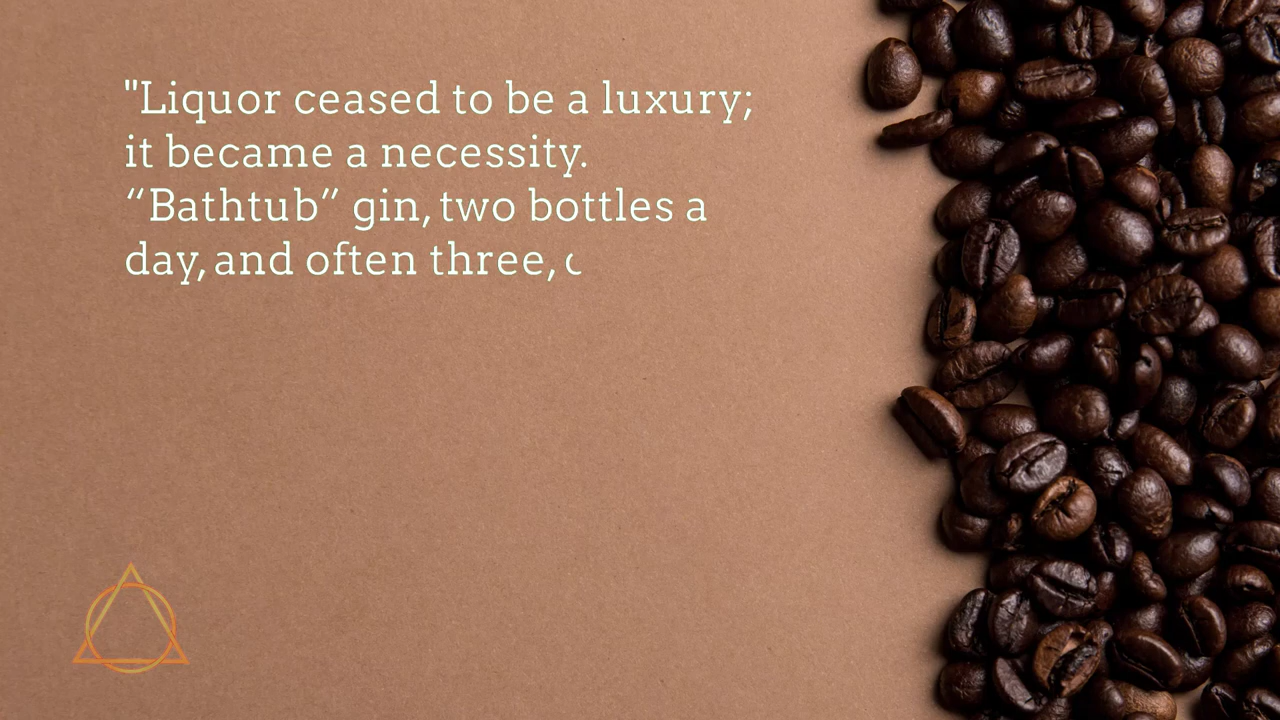 "Liquor ceased to be a luxury;
it became a necessity.
“Bathtub” gin, two bottles a
day, and often three,